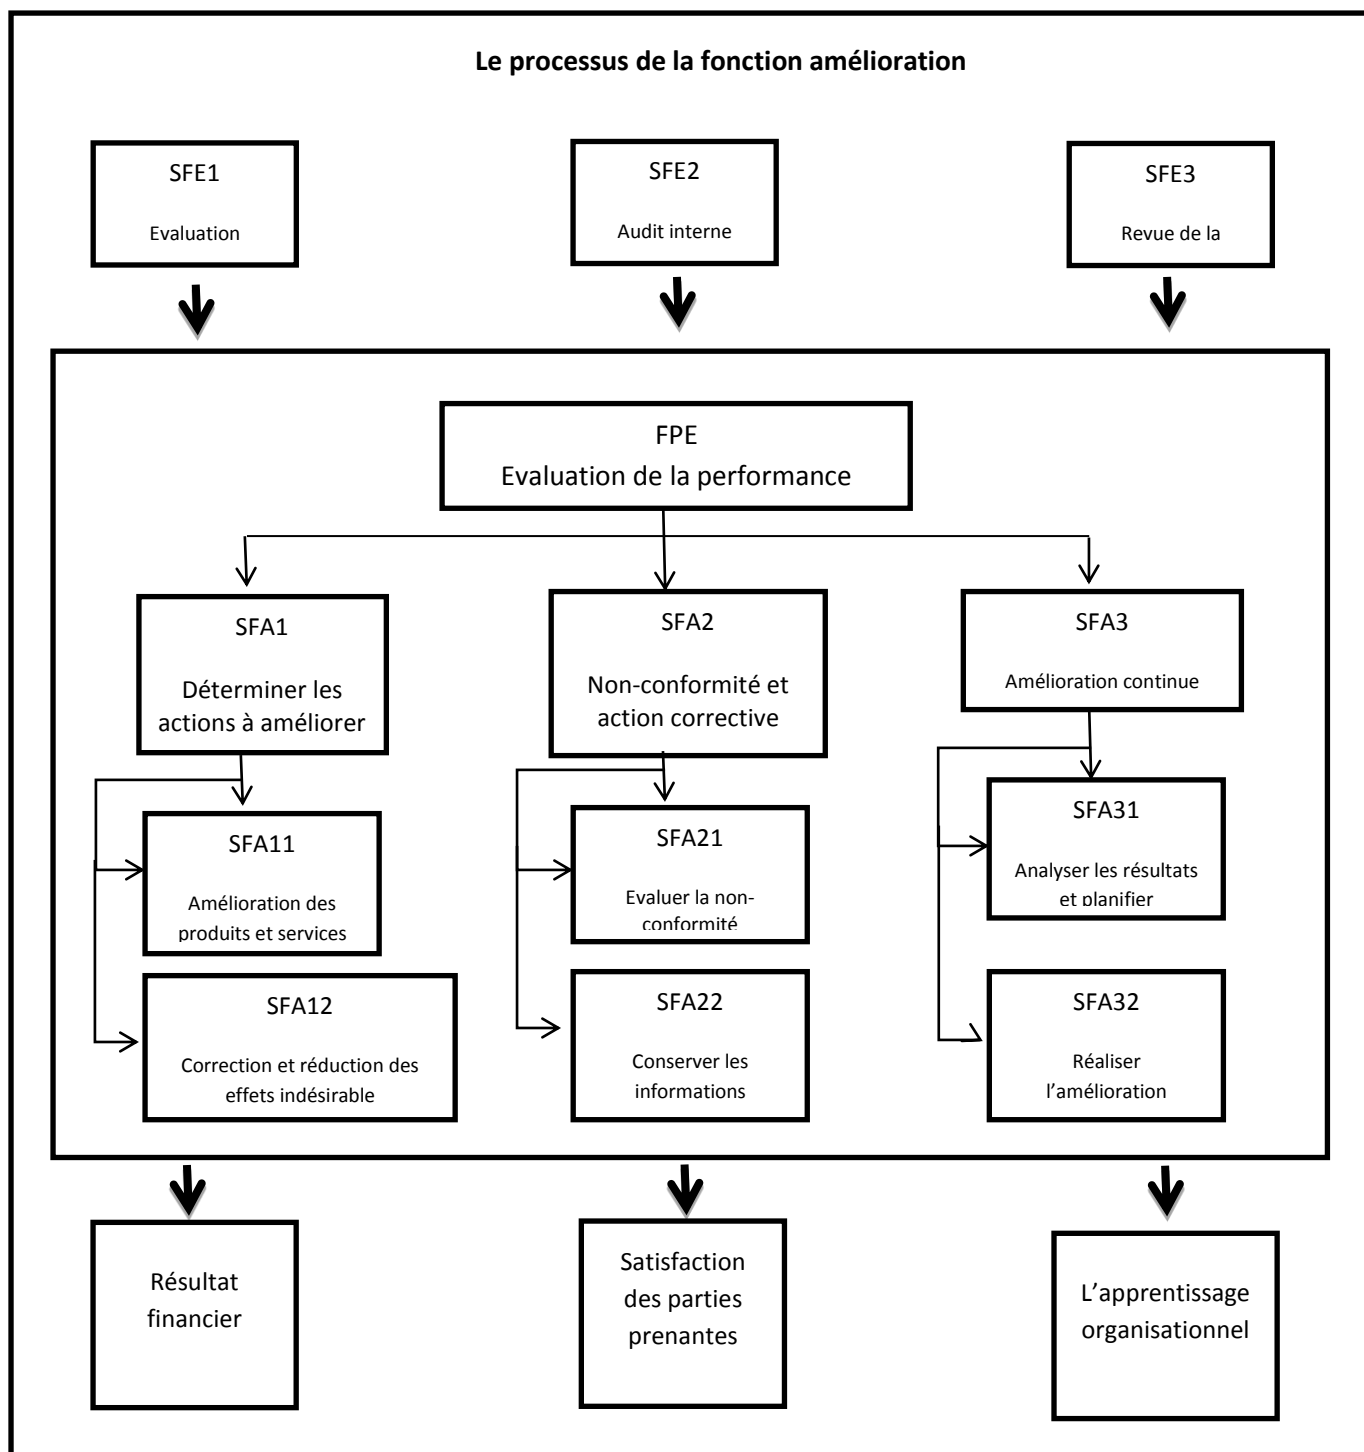 Le processus de la fonction amélioration
SFE1
Evaluation
SFE2
Audit interne
SFE3
Revue de la
FPE
Evaluation de la performance
SFA1
Déterminer les
actions à améliorer
SFA2
Non-conformité et
action corrective
SFA3
Amélioration continue
SFA11
Amélioration des
produits et services
SFA12
Correction et réduction des
effets indésirable
SFA21
Evaluer la non-
conformité
SFA22
Conserver les
informations
SFA31
Analyser les résultats
et planifier
SFA32
Réaliser
l’amélioration
Résultat
financier
Satisfaction
des parties
prenantes
L’apprentissage
organisationnel